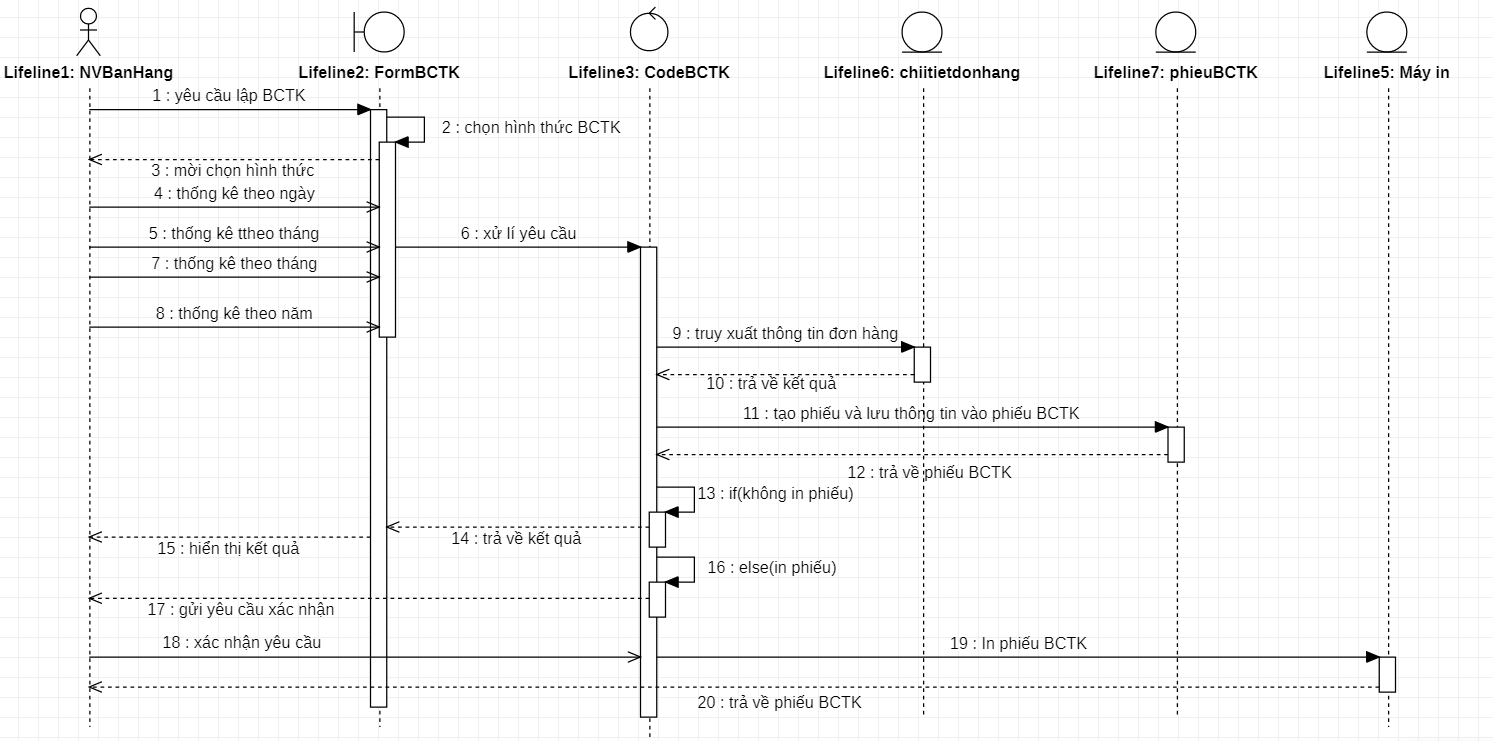 Lifeline1: NVBanHang
Lifeline2: FormBCTK
Lifeline3: CodeBCTK
Lifeline6: chiitietdonhang
Lifeline7: phieuBCTK
Lifeline5: Máy in
1 : yêu cầu lập BCTK
2 : chọn hình thức BCTK
3 : mời chọn hình thức
4 : thống kê theo ngày
5 : thống kê ttheo tháng
6 : xử lí yêu cầu
7 : thống kê theo tháng
8 : thống kê theo năm
9 : truy xuất thông tin đơn hàng
10 : trả về kết quả
11 : tạo phiếu và lưu thông tin vào phiếu BCTK
12 : trả về phiếu BCTK
13 : if(không in phiếu)
14 : trả về kết quả
15 : hiển thị kết quả
16 : else(in phiếu)
17 : gửi yêu cầu xác nhận
18 : xác nhận yêu cầu
19 : In phiếu BCTK
20 : trả về phiếu BCTK